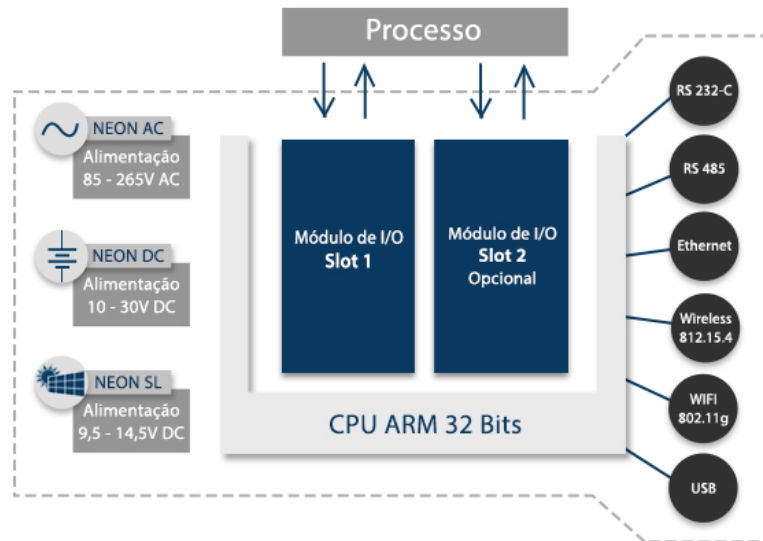 Processo
NEON AC
Alimentação
85 - 265V AC
NEON DC
Alimentação
10 - 30V DC
NEON SL
Alimentação
9,5 - 14,5V DC
Módulo de I/O
Slot 1
Módulo de I/O
Slot 2
Opcional
CPU ARM 32 Bits
RS 232-C
RS 485
Ethernet
Wireless
812.15.4
WIFI
802.11g
USB